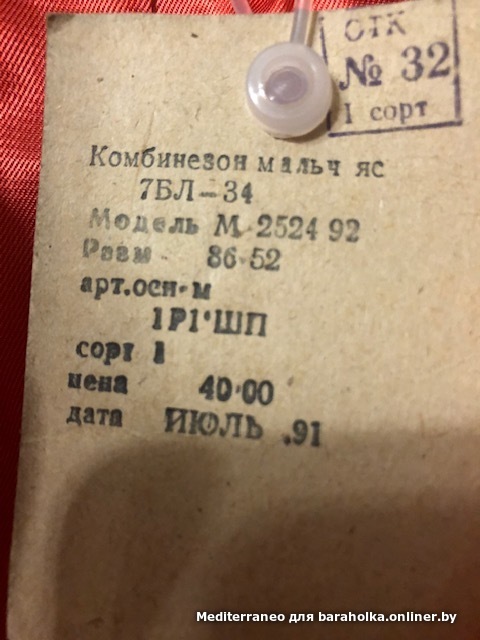 ОТК
№ 32
1 сорт
Комбинезон мальч яс
7БЛ-34
Модель М 2524 92
Разм 86-52
арт.осн-м
1Р1'ШП
сорт 1
цена 40-00
дата ИЮЛЬ .91
Mediterraneo для baraholka.onliner.by